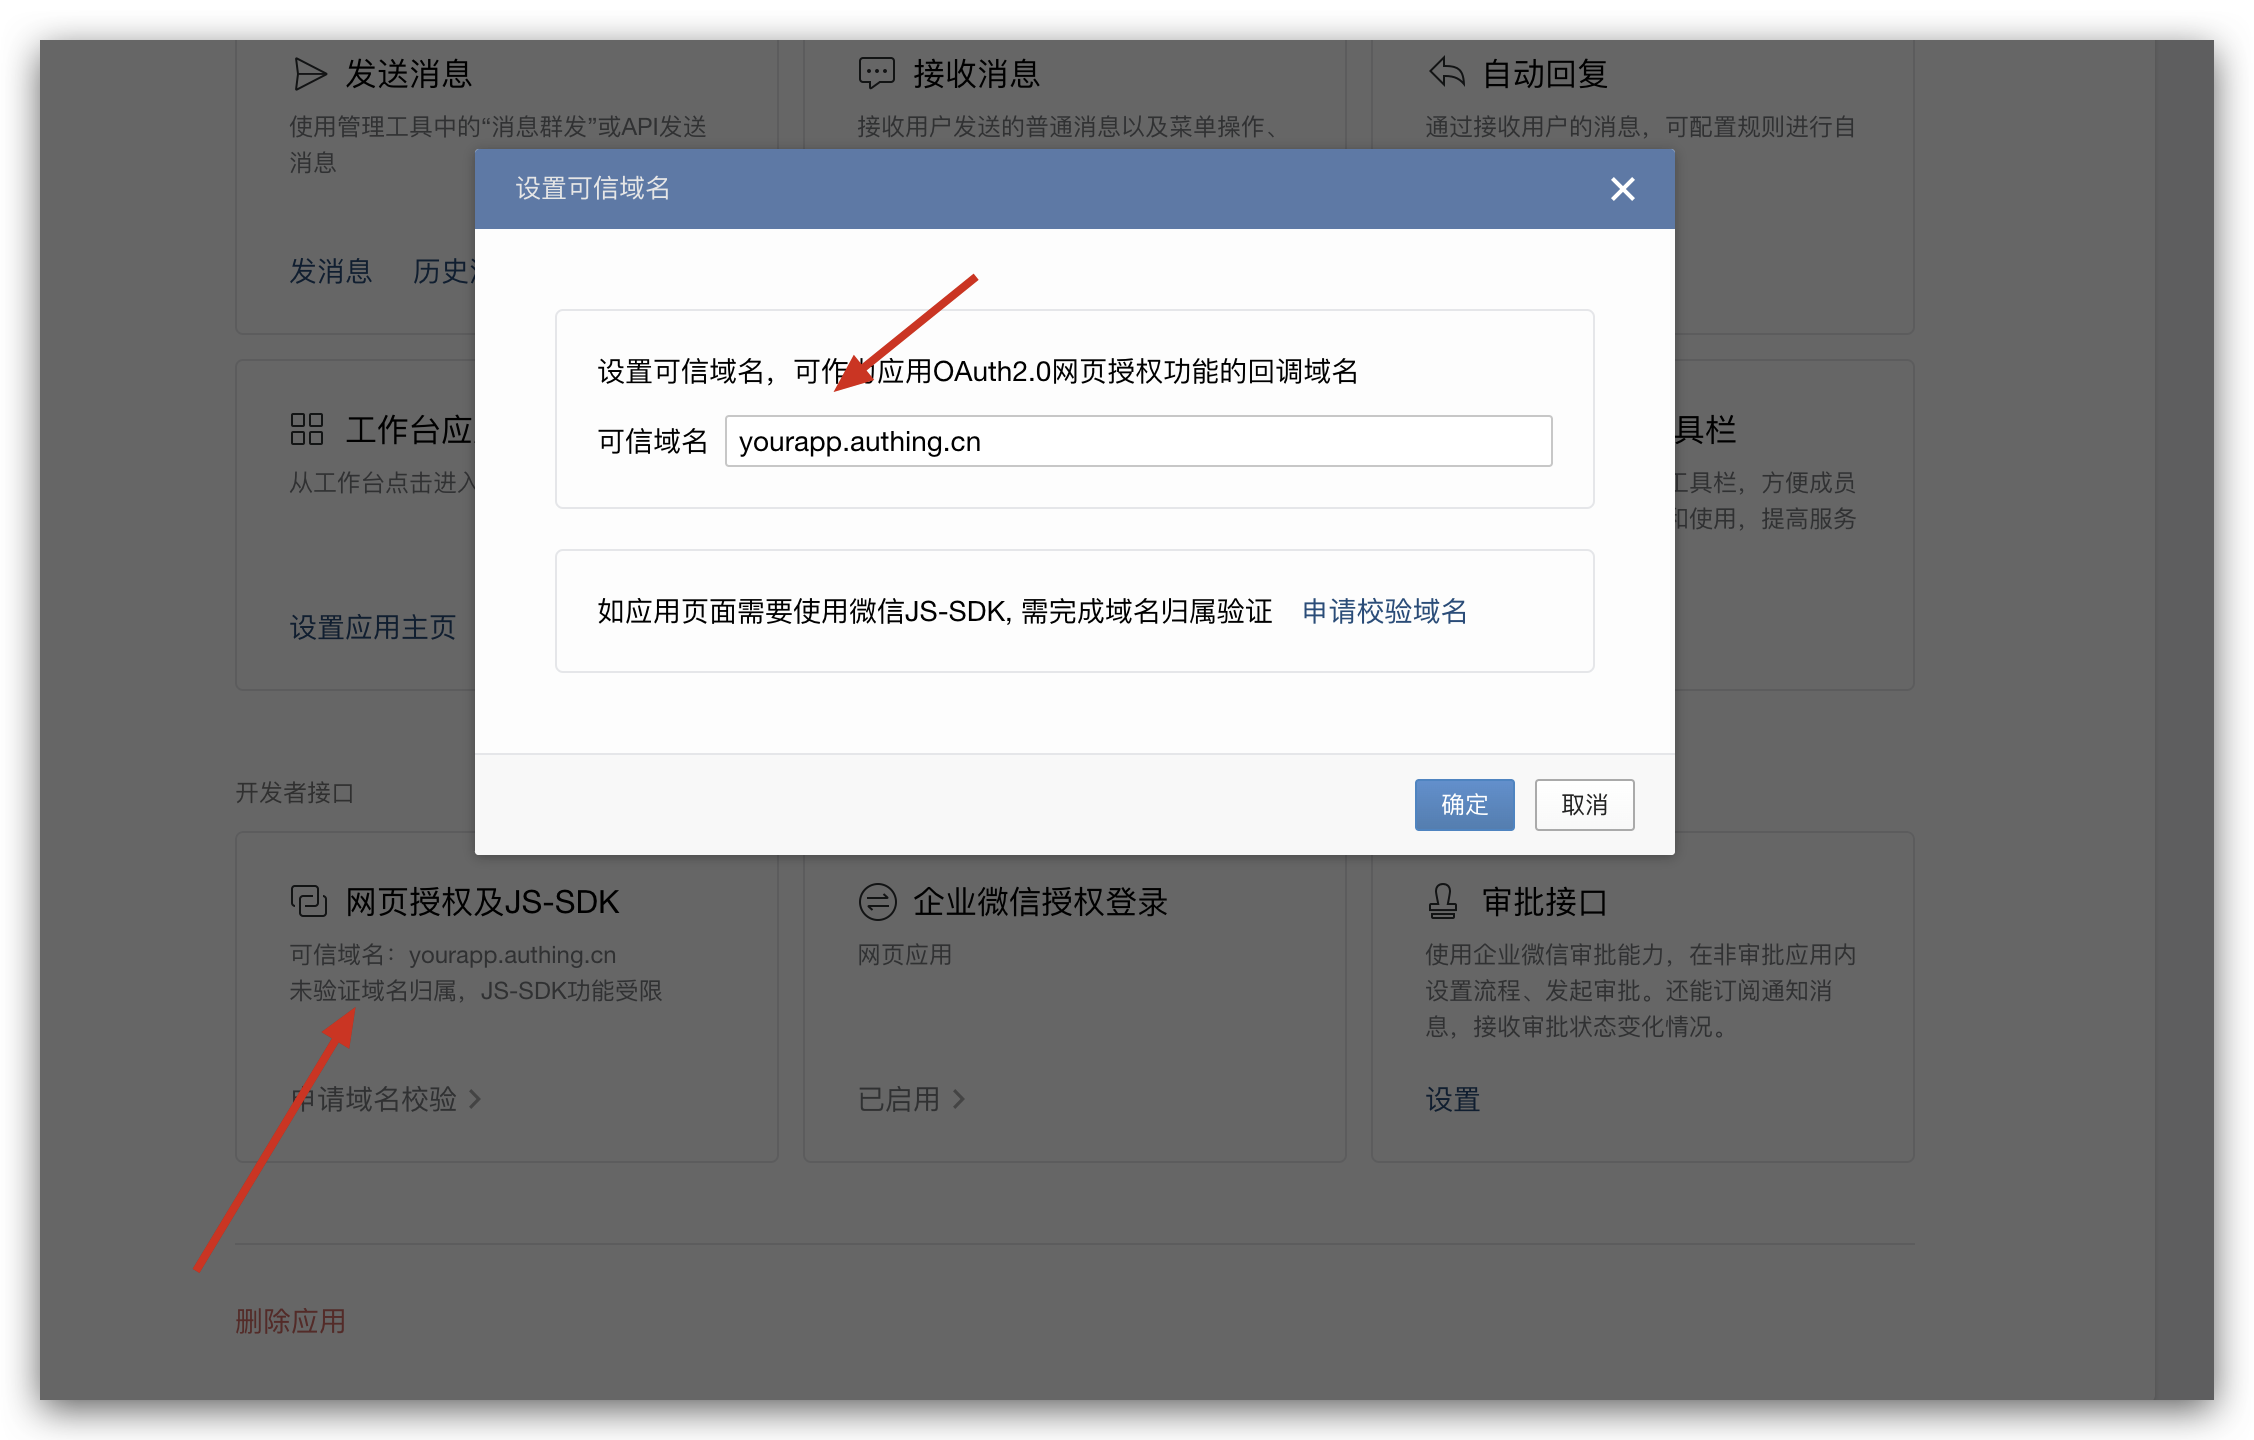 发送消息
使用管理工具中的“消息群发”或API发送
消息
发消息 历史
接收消息
接收用户发送的普通消息以及菜单操作、
自动回复
通过接收用户的消息，可配置规则进行自
设置可信域名
设置可信域名，可作为应用OAuth2.0网页授权功能的回调域名
可信域名 yourapp.authing.cn
如应用页面需要使用微信JS-SDK, 需完成域名归属验证 申请校验域名
确定 取消
工作台应
从工作台点击进入
设置应用主页
具栏
工具栏，方便成员
和使用，提高服务
开发者接口
网页授权及JS-SDK
可信域名：yourapp.authing.cn
未验证域名归属，JS-SDK功能受限
申请域名校验
企业微信授权登录
网页应用
已启用
审批接口
使用企业微信审批能力，在非审批应用内
设置流程、发起审批。还能订阅通知消
息，接收审批状态变化情况。
设置
删除应用